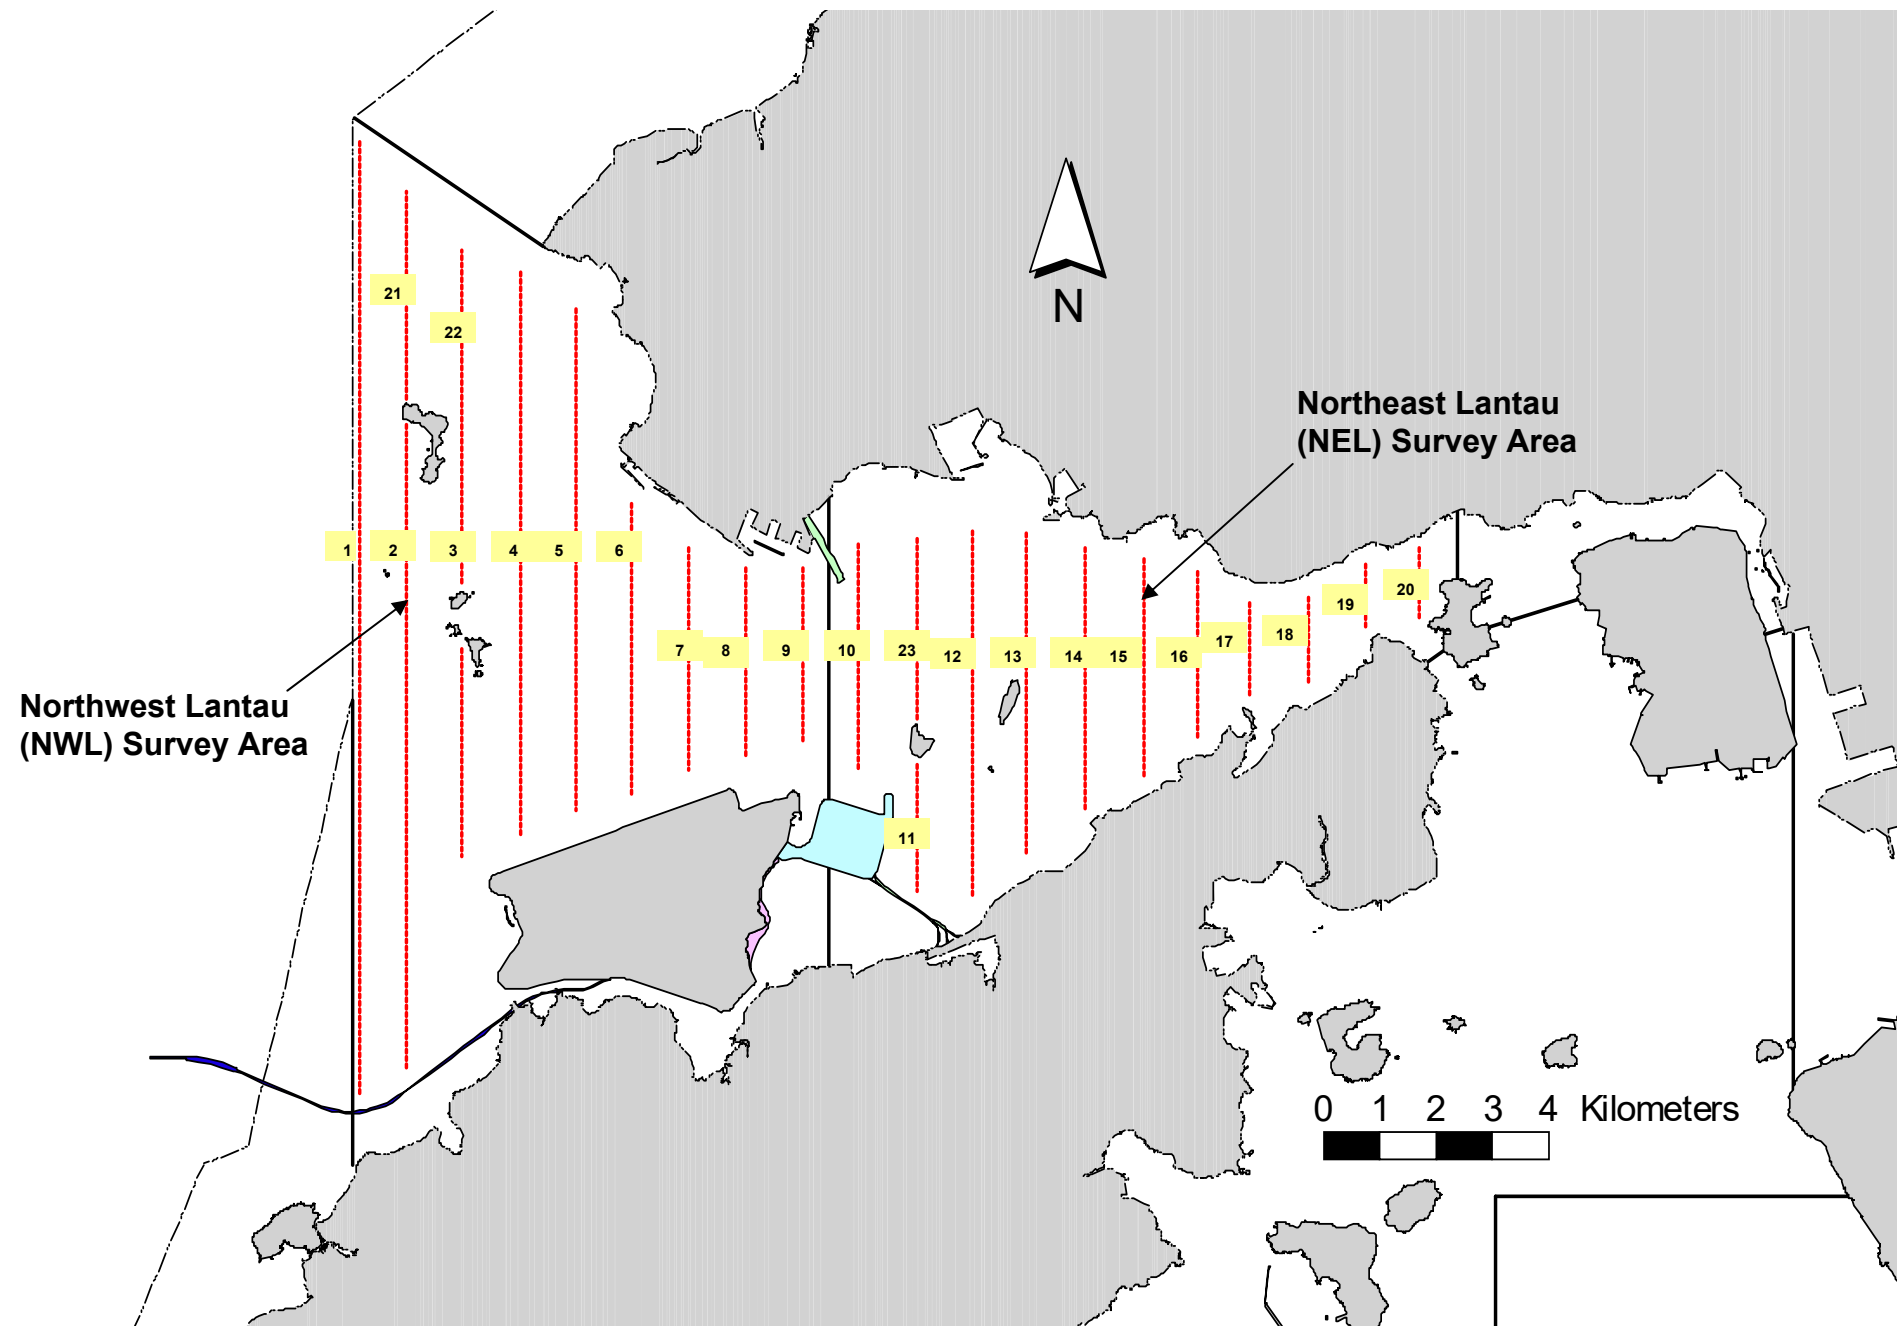 21
22
N
Northeast Lantau
(NEL) Survey Area
1 2 3 4 5 6
20
19
18
17
7 8 9 10 23 12 13 14 15 16
Northwest Lantau
(NWL) Survey Area
11
0 1 2 3 4 Kilometers